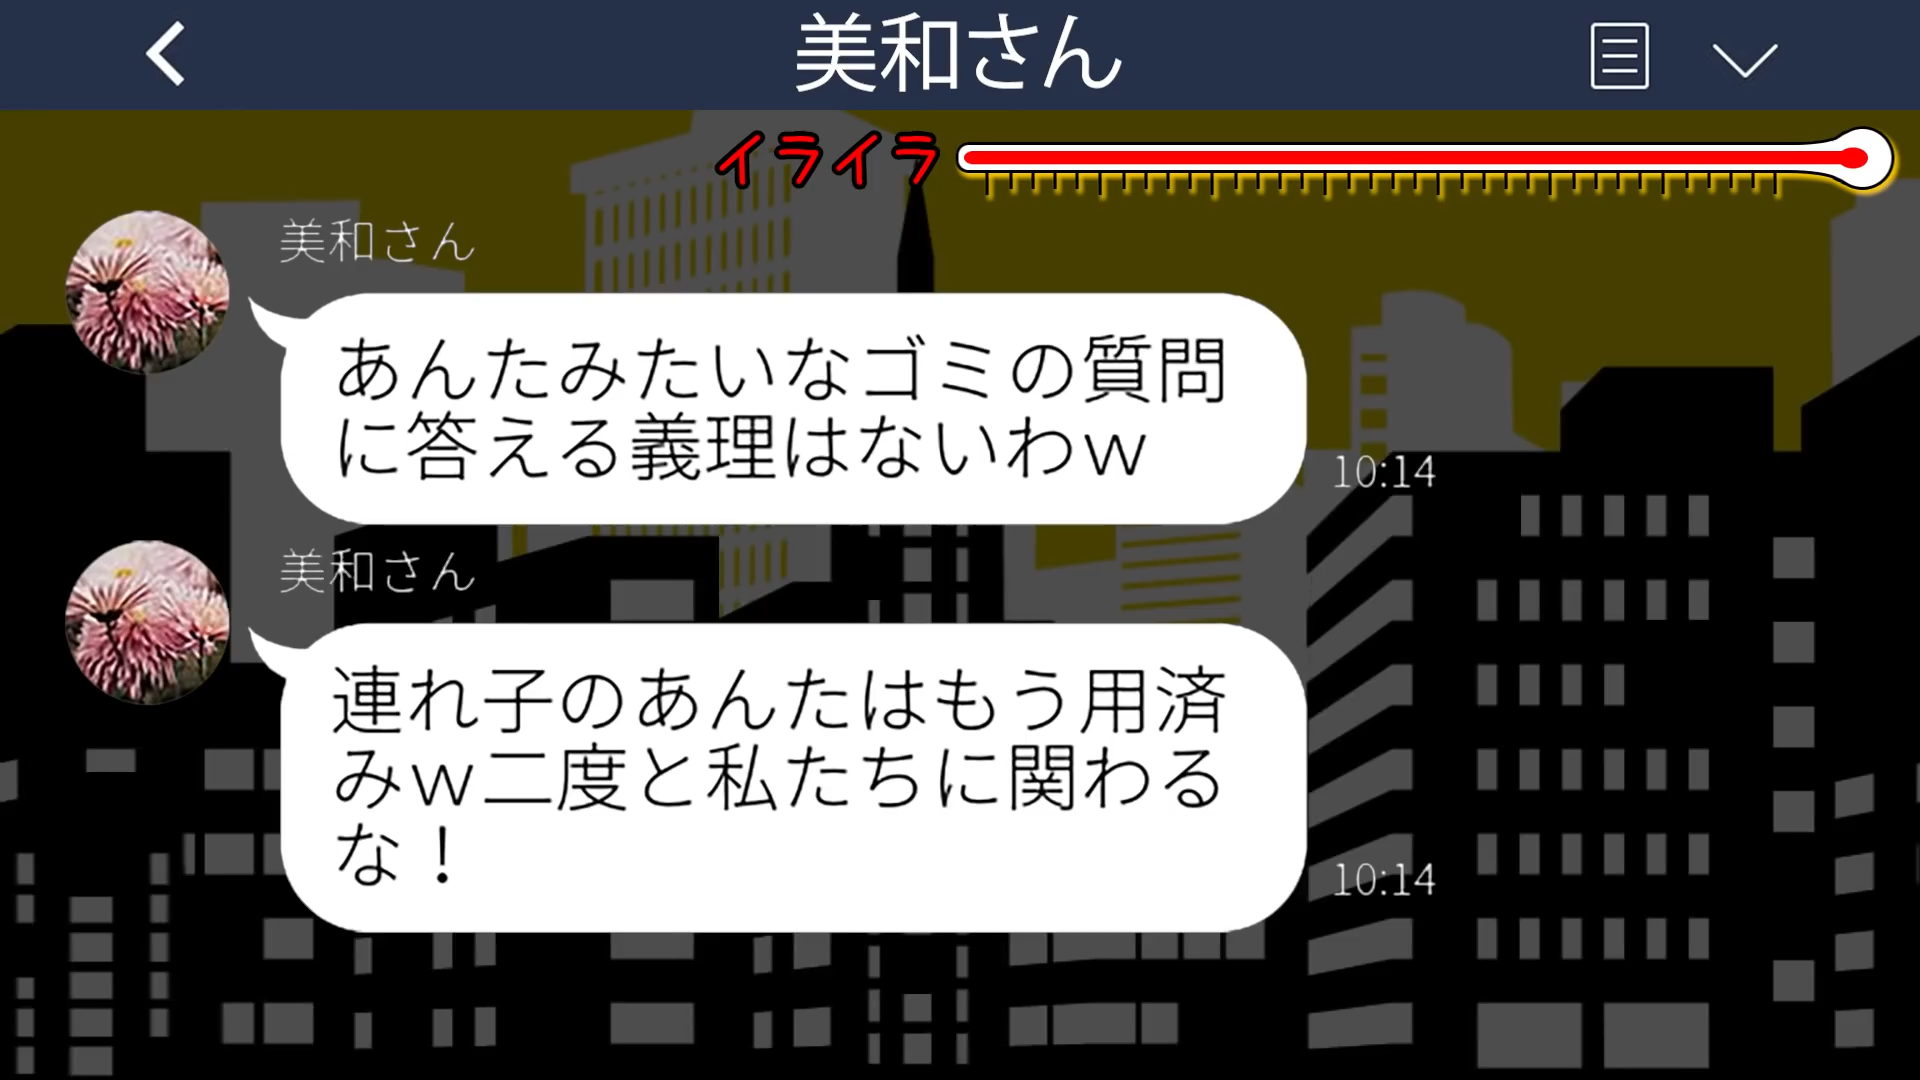 美和さん
イライラ
美和さん
あんたみたいなゴミの質問
に答える義理はないわｗ
10:14
美和さん
連れ子のあんたはもう用済
みｗ二度と私たちに関わる
な！
10:14